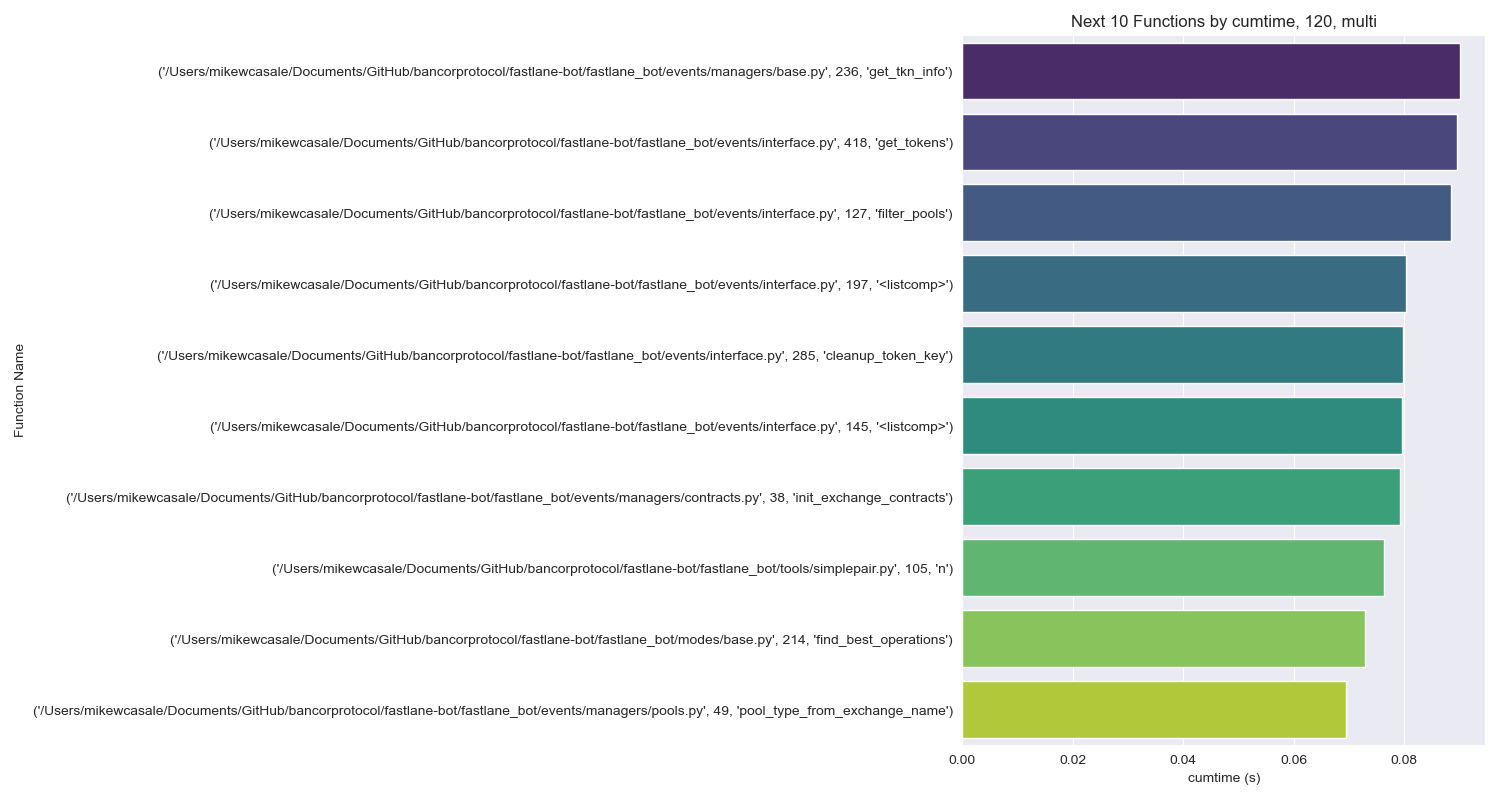 Next 10 Functions by cumtime, 120, multi
('/Users/mikewcasale/Documents/GitHub/bancorprotocol/fastlane-bot/fastlane_bot/events/managers/base.py', 236, 'get_tkn_info')
('/Users/mikewcasale/Documents/GitHub/bancorprotocol/fastlane-bot/fastlane_bot/events/interface.py', 418, 'get_tokens')
('/Users/mikewcasale/Documents/GitHub/bancorprotocol/fastlane-bot/fastlane_bot/events/interface.py', 127, 'filter_pools')
('/Users/mikewcasale/Documents/GitHub/bancorprotocol/fastlane-bot/fastlane_bot/events/interface.py', 197, '<listcomp>')
('/Users/mikewcasale/Documents/GitHub/bancorprotocol/fastlane-bot/fastlane_bot/events/interface.py', 285, 'cleanup_token_key')
('/Users/mikewcasale/Documents/GitHub/bancorprotocol/fastlane-bot/fastlane_bot/events/interface.py', 145, '<listcomp>')
('/Users/mikewcasale/Documents/GitHub/bancorprotocol/fastlane-bot/fastlane_bot/events/managers/contracts.py', 38, 'init_exchange_contracts')
('/Users/mikewcasale/Documents/GitHub/bancorprotocol/fastlane-bot/fastlane_bot/tools/simplepair.py', 105, 'n')
('/Users/mikewcasale/Documents/GitHub/bancorprotocol/fastlane-bot/fastlane_bot/modes/base.py', 214, 'find_best_operations')
('/Users/mikewcasale/Documents/GitHub/bancorprotocol/fastlane-bot/fastlane_bot/events/managers/pools.py', 49, 'pool_type_from_exchange_name')
Function Name
0.00 0.02 0.04 0.06 0.08
cumtime (s)